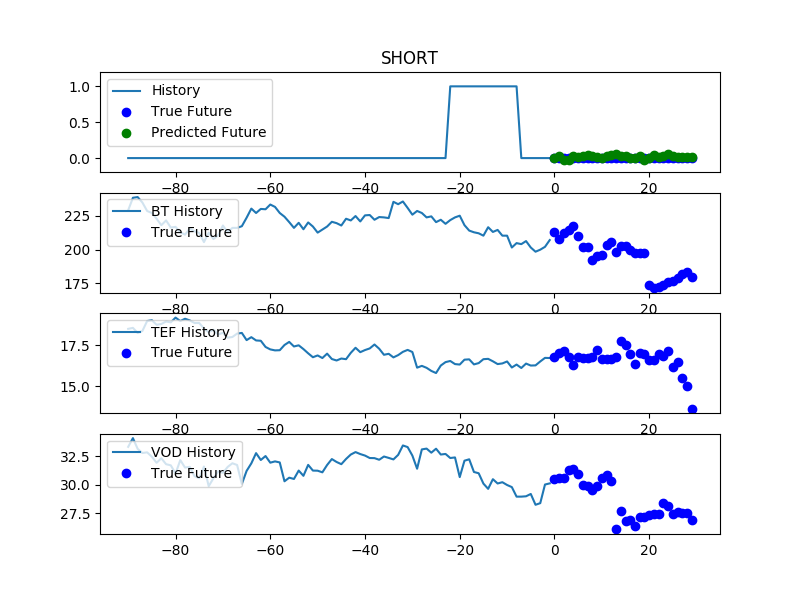 SHORT
1.0
0.5
0.0
History
True Future
Predicted Future
−80 −60 −40 −20 0 20
225
200
175
BT History
True Future
−80 −60 −40 −20 0 20
17.5
15.0
TEF History
True Future
−80 −60 −40 −20 0 20
32.5
30.0
27.5
VOD History
True Future
−80 −60 −40 −20 0 20